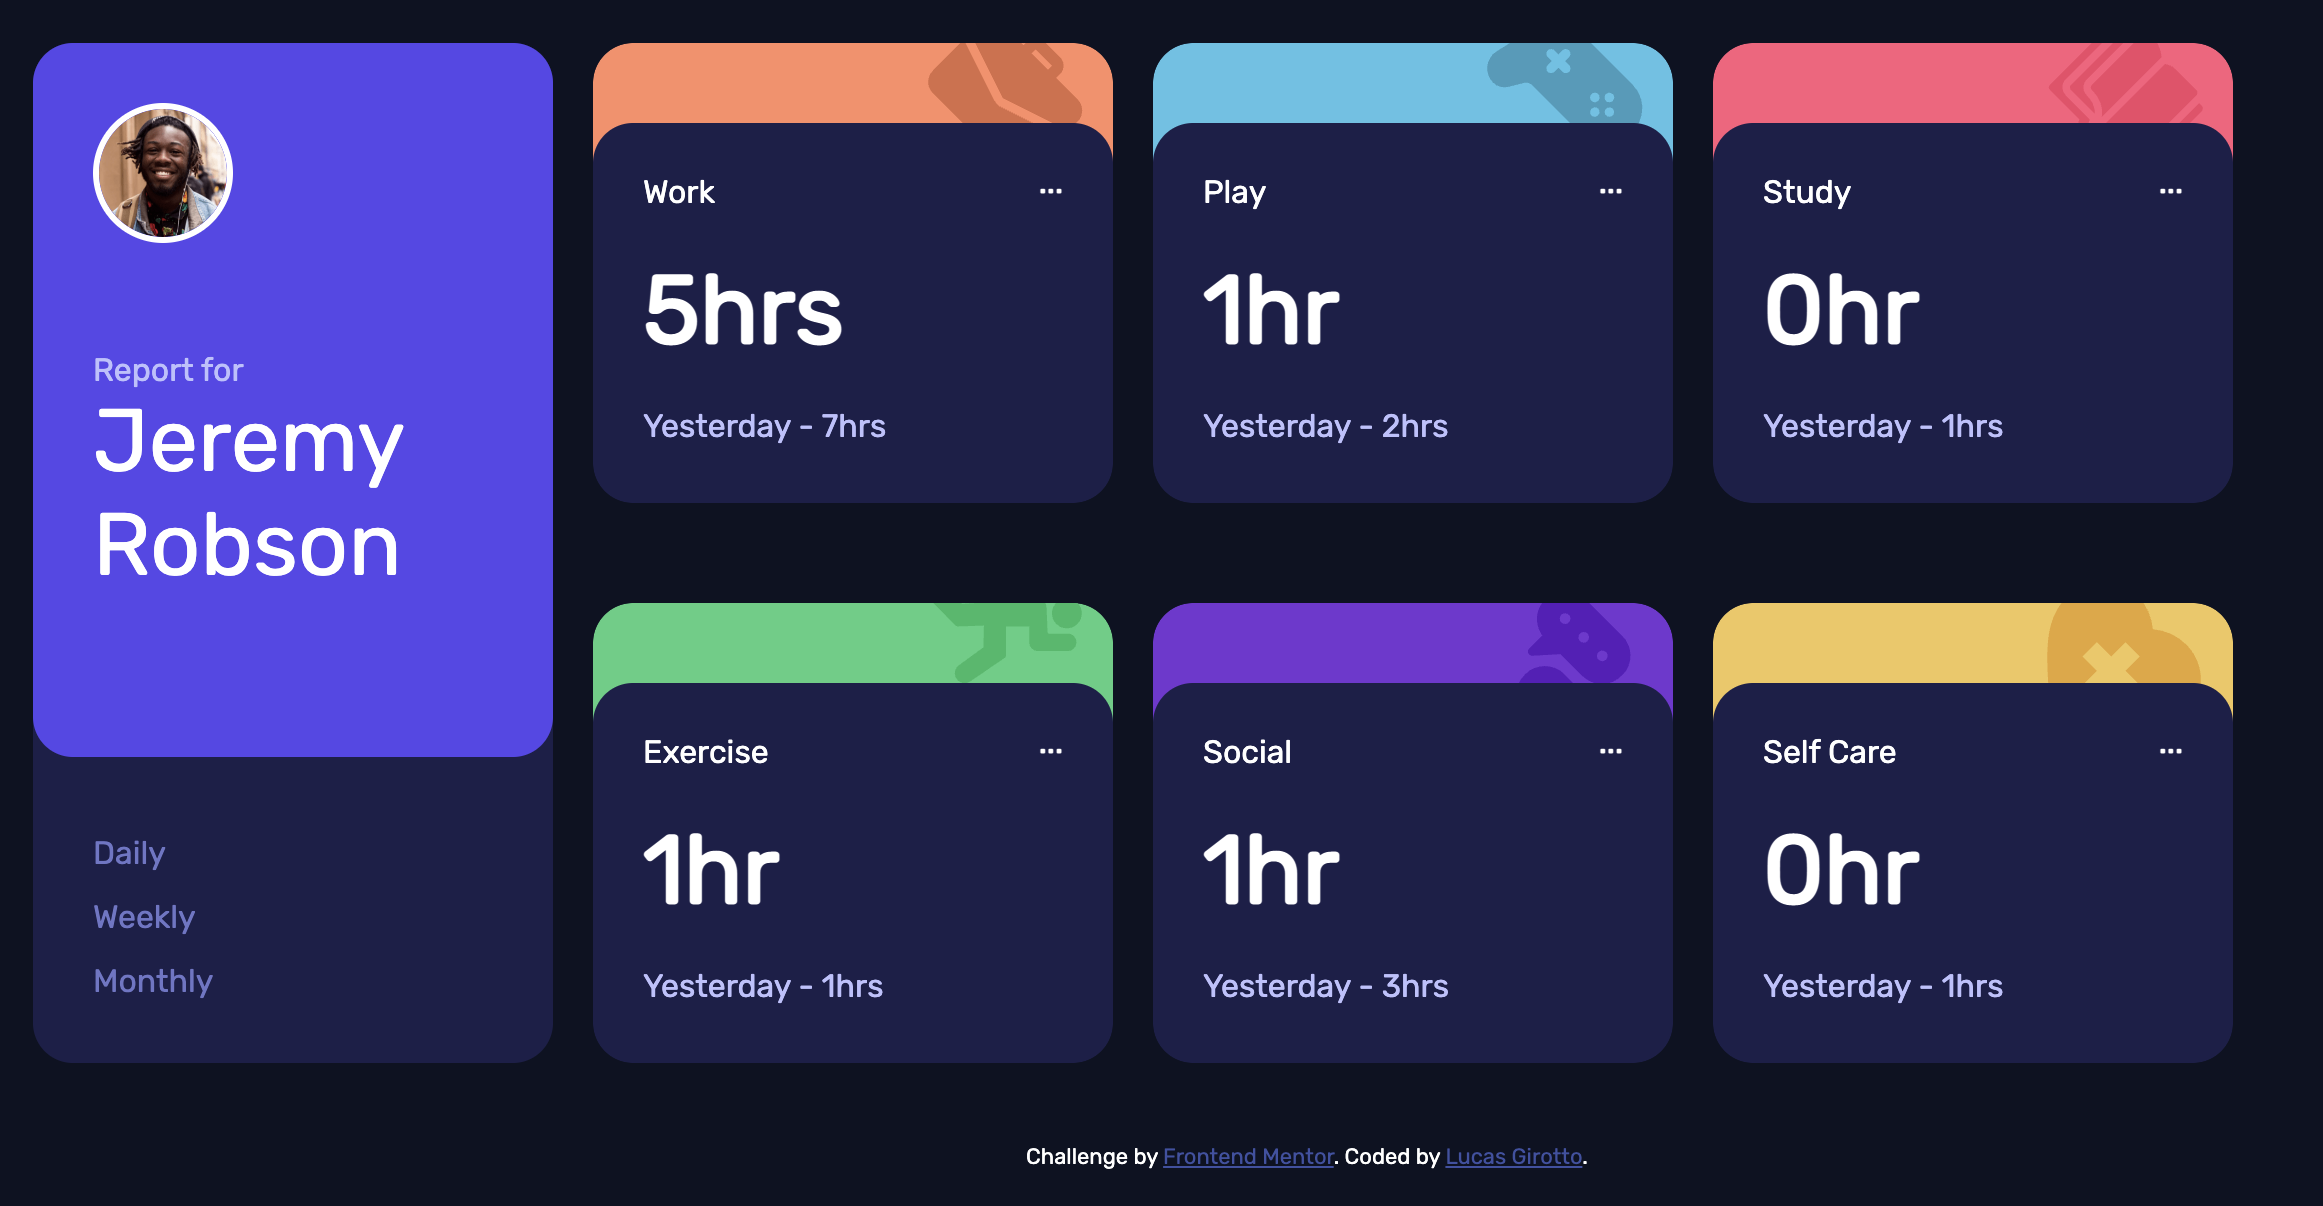 Report for
Jeremy
Robson
Daily
Weekly
Monthly
Work
5hrs
Yesterday - 7hrs
Play
1hr
Yesterday - 2hrs
Study
0hr
Yesterday - 1hrs
Exercise
1hr
Yesterday - 1hrs
Social
1hr
Yesterday - 3hrs
Self Care
0hr
Yesterday - 1hrs
Challenge by Frontend Mentor. Coded by Lucas Girotto.